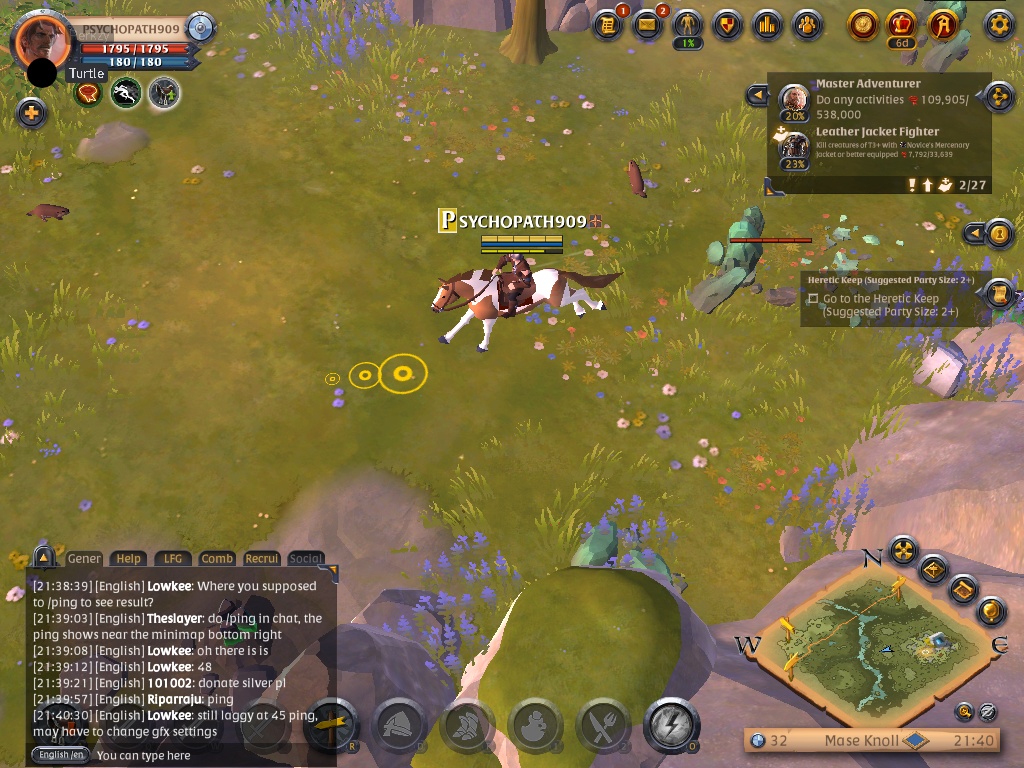 PSYCHOPATH909
1795 / 1795
180 / 180
Turtle
1
2
1%
6d
Master Adventurer
Do any activities 109,905/
538,000
20%
Leather Jacket Fighter
Kill creatures of T3+ with Novice's Mercenary
Jacket or better equipped 7,792/33,639
23%
2/27
PSYCHOPATH909
Heretic Keep (Suggested Party Size: 2+)
Go to the Heretic Keep
(Suggested Party Size: 2+)
Gener Help LFG Comb Recrui Social
[21:38:39] [English] Lowkee: Where you supposed
to /ping to see result?
[21:39:03] [English] Theslayer: do /ping in chat, the
ping shows near the minimap bottom right
[21:39:08] [English] Lowkee: oh there is is
[21:39:12] [English] Lowkee: 48
[21:39:21] [English] 101002: donate silver pl
[21:39:57] [English] Riparraju: ping
[21:40:30] [English] Lowkee: still laggy at 45 ping,
may have to change gfx settings
English /en You can type here
R
O
N
W
E
32 Mase Knoll 21:40